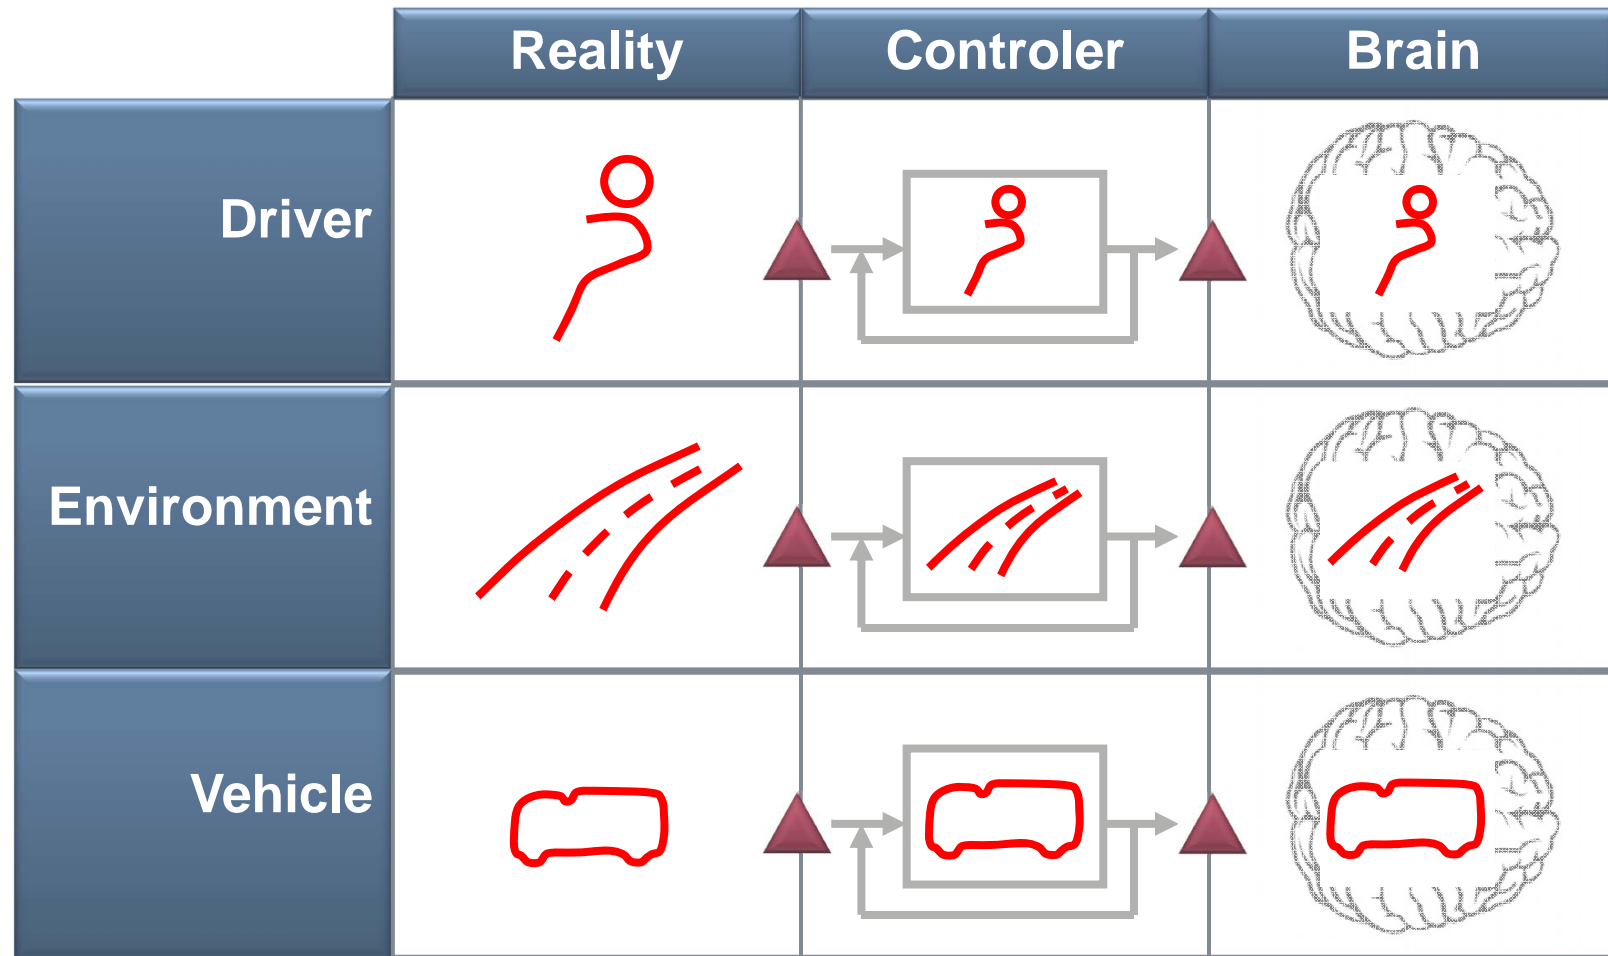 Reality
Controler
Brain
Driver
Environment
Vehicle